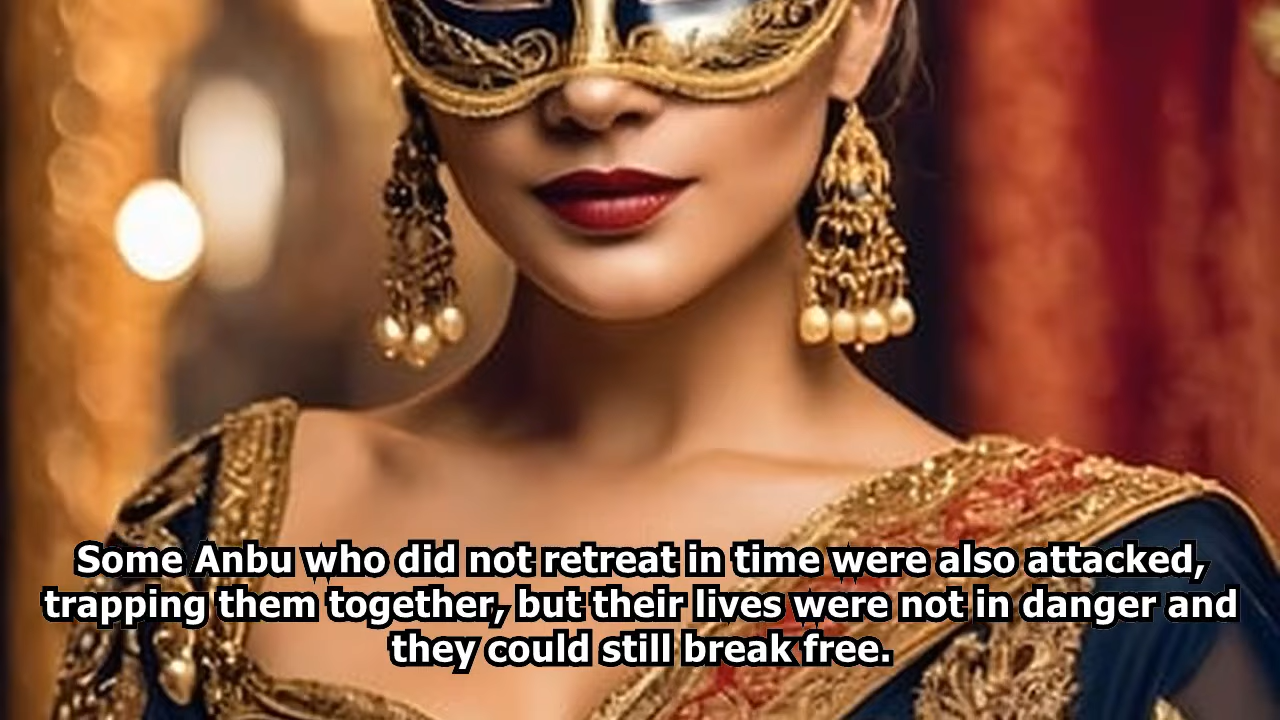 Some Anbu who did not retreat in time were also attacked,
trapping them together, but their lives were not in danger and
they could still break free.